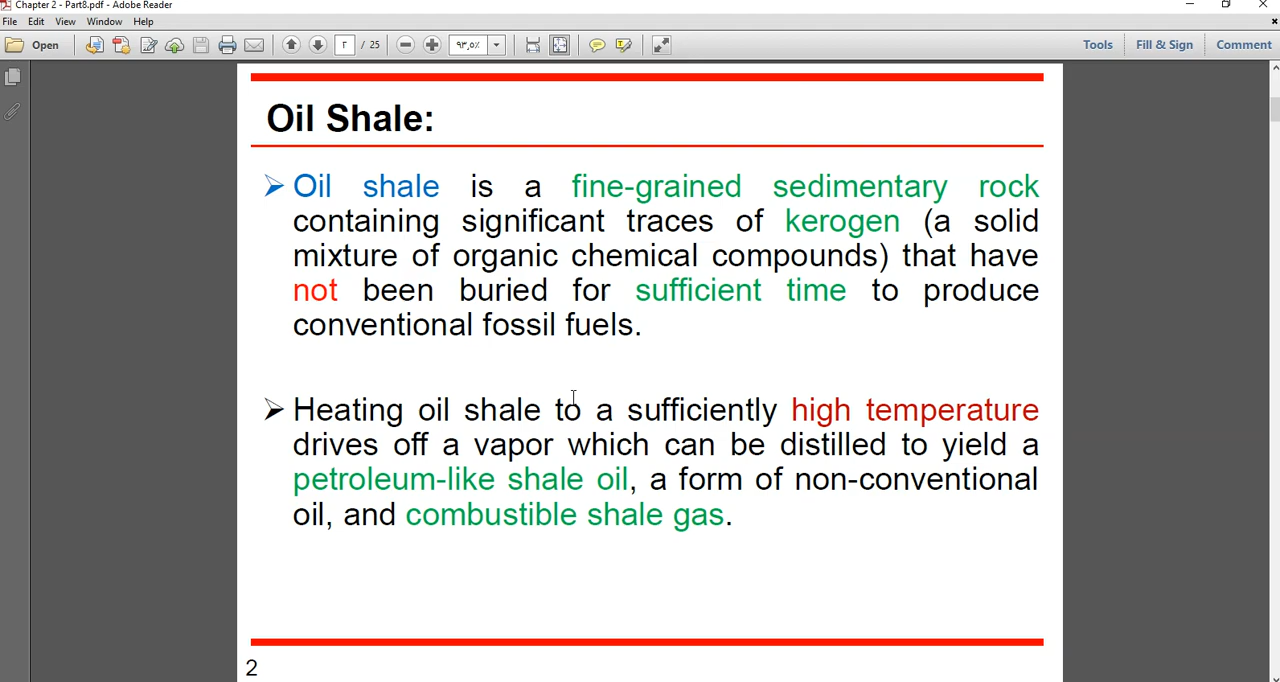 Chapter 2 - Part8.pdf - Adobe Reader
File Edit View Window Help
Open ٢ / 25 ٩٣,٥٪ Tools Fill & Sign Comment
Oil Shale:
➢ Oil shale is a fine-grained sedimentary rock
containing significant traces of kerogen (a solid
mixture of organic chemical compounds) that have
not been buried for sufficient time to produce
conventional fossil fuels.
➢ Heating oil shale to a sufficiently high temperature
drives off a vapor which can be distilled to yield a
petroleum-like shale oil, a form of non-conventional
oil, and combustible shale gas.
2